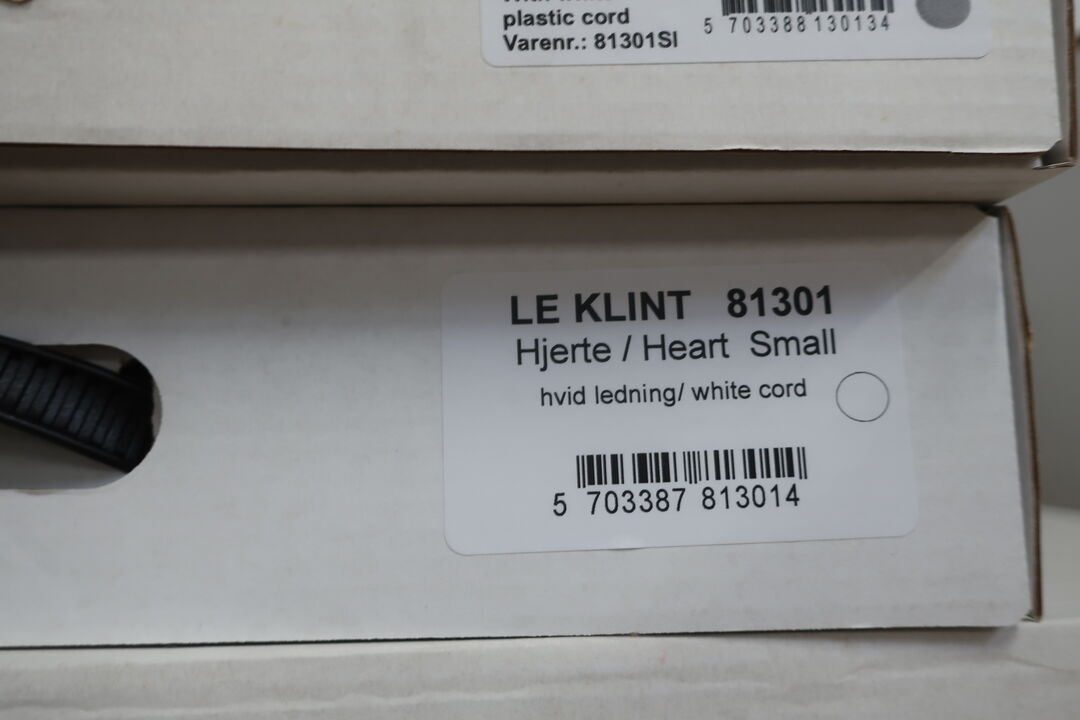 plastic cord
Varenr.: 81301SI
5 703388 130134
LE KLINT 81301
Hjerte / Heart Small
hvid ledning/ white cord
5 703387 813014